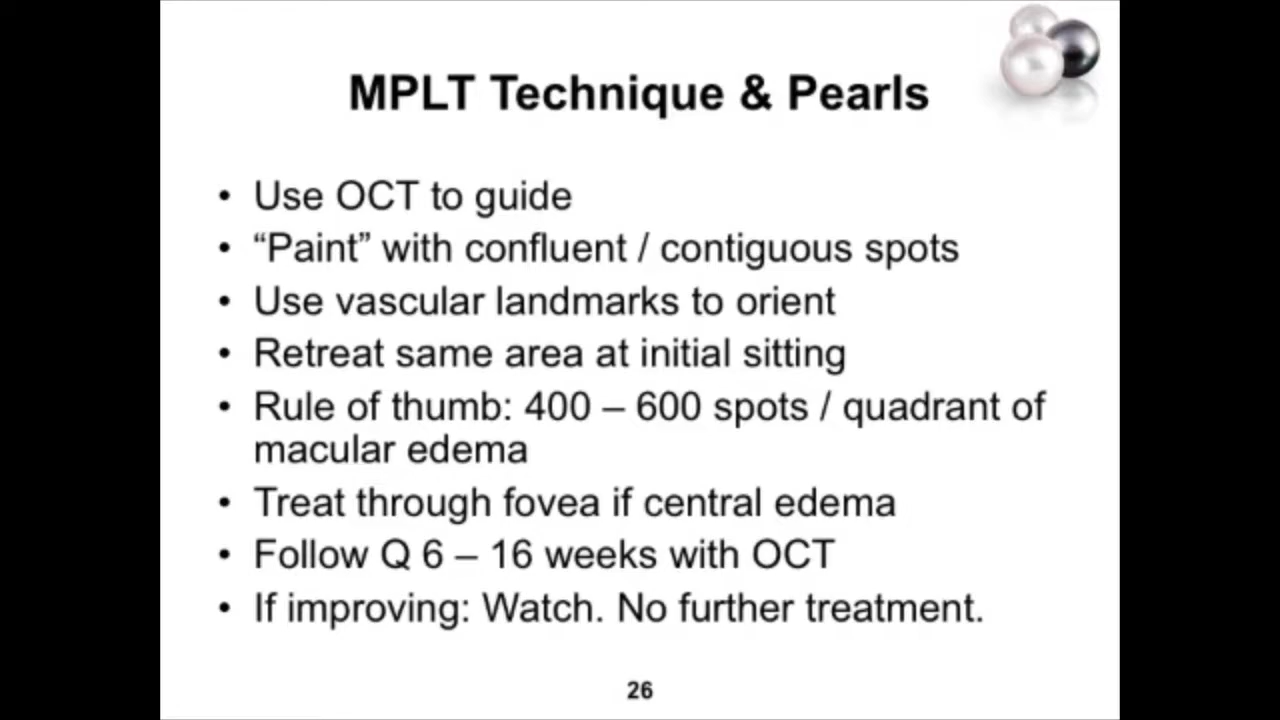 MPLT Technique & Pearls
• Use OCT to guide
• “Paint” with confluent / contiguous spots
• Use vascular landmarks to orient
• Retreat same area at initial sitting
• Rule of thumb: 400 – 600 spots / quadrant of
macular edema
• Treat through fovea if central edema
• Follow Q 6 – 16 weeks with OCT
• If improving: Watch. No further treatment.
26